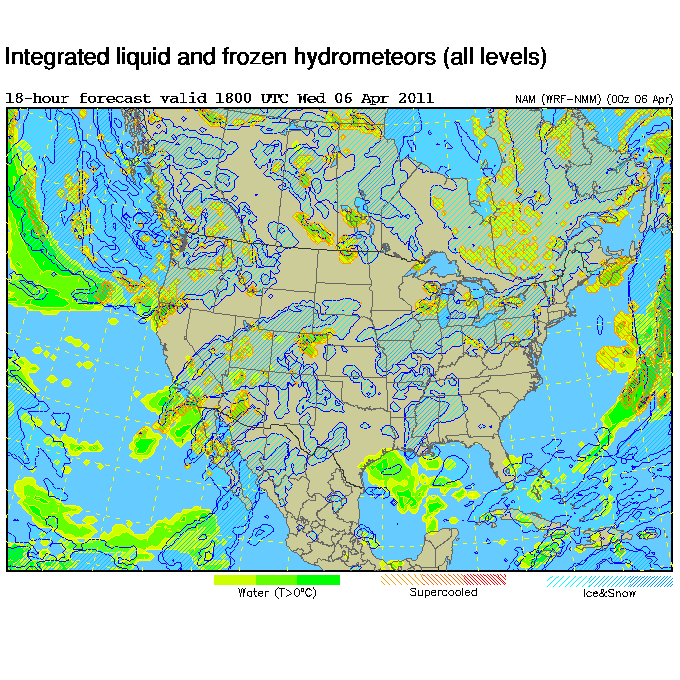 Integrated liquid and frozen hydrometeors (all levels)
18-hour forecast valid 1800 UTC Wed 06 Apr 2011 NAM (WRF-NMM) (00z 06 Apr)
Water (T>0°C) Supercooled Ice&Snow